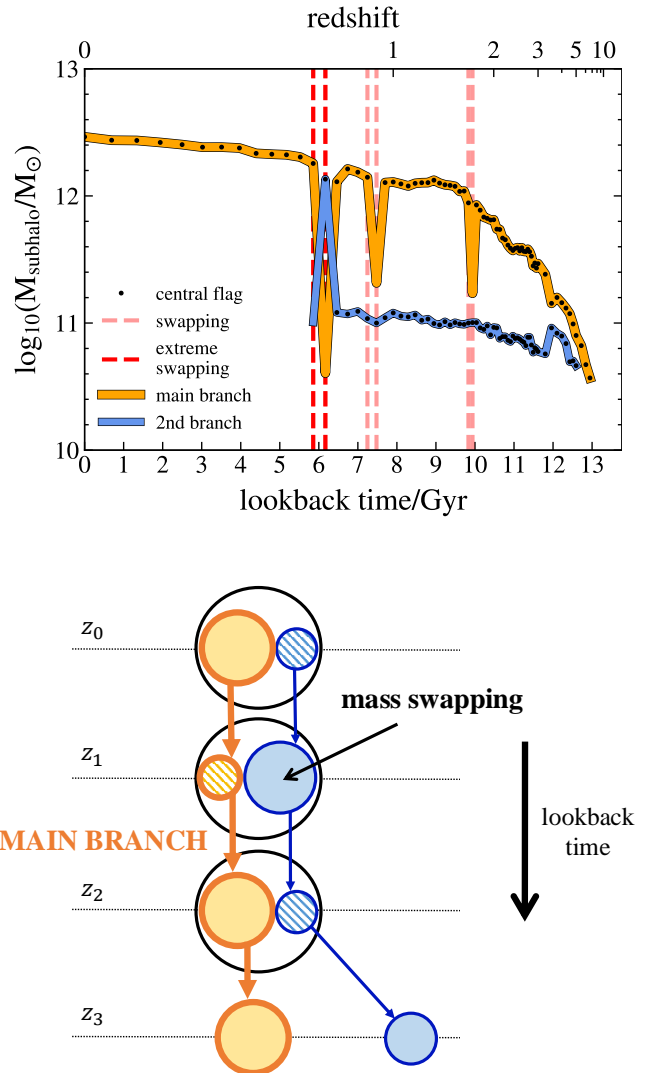 redshift
0 1 2 3 5 10
13
12
11
10
log₁₀(M_subhalo/M_⊙)
central flag
swapping
extreme
swapping
main branch
2nd branch
0 1 2 3 4 5 6 7 8 9 10 11 12 13
lookback time/Gyr
z₀
mass swapping
z₁
lookback
time
MAIN BRANCH
z₂
z₃